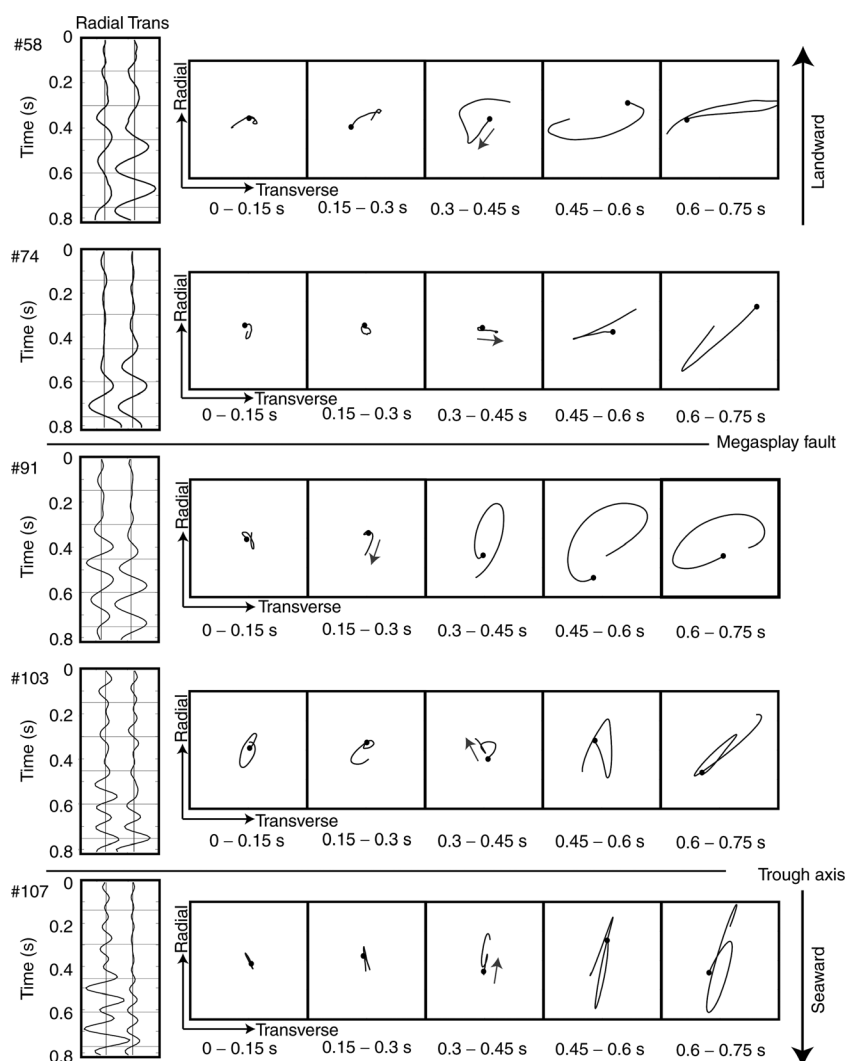 Radial Trans
#58
Time (s)
0
0.2
0.4
0.6
0.8
Radial
Transverse
0 – 0.15 s
0.15 – 0.3 s
0.3 – 0.45 s
0.45 – 0.6 s
0.6 – 0.75 s
Landward
#74
Time (s)
0
0.2
0.4
0.6
0.8
Radial
Transverse
0 – 0.15 s
0.15 – 0.3 s
0.3 – 0.45 s
0.45 – 0.6 s
0.6 – 0.75 s
Megasplay fault
#91
Time (s)
0
0.2
0.4
0.6
0.8
Radial
Transverse
0 – 0.15 s
0.15 – 0.3 s
0.3 – 0.45 s
0.45 – 0.6 s
0.6 – 0.75 s
#103
Time (s)
0
0.2
0.4
0.6
0.8
Radial
Transverse
0 – 0.15 s
0.15 – 0.3 s
0.3 – 0.45 s
0.45 – 0.6 s
0.6 – 0.75 s
Trough axis
#107
Time (s)
0
0.2
0.4
0.6
0.8
Radial
Transverse
0 – 0.15 s
0.15 – 0.3 s
0.3 – 0.45 s
0.45 – 0.6 s
0.6 – 0.75 s
Seaward